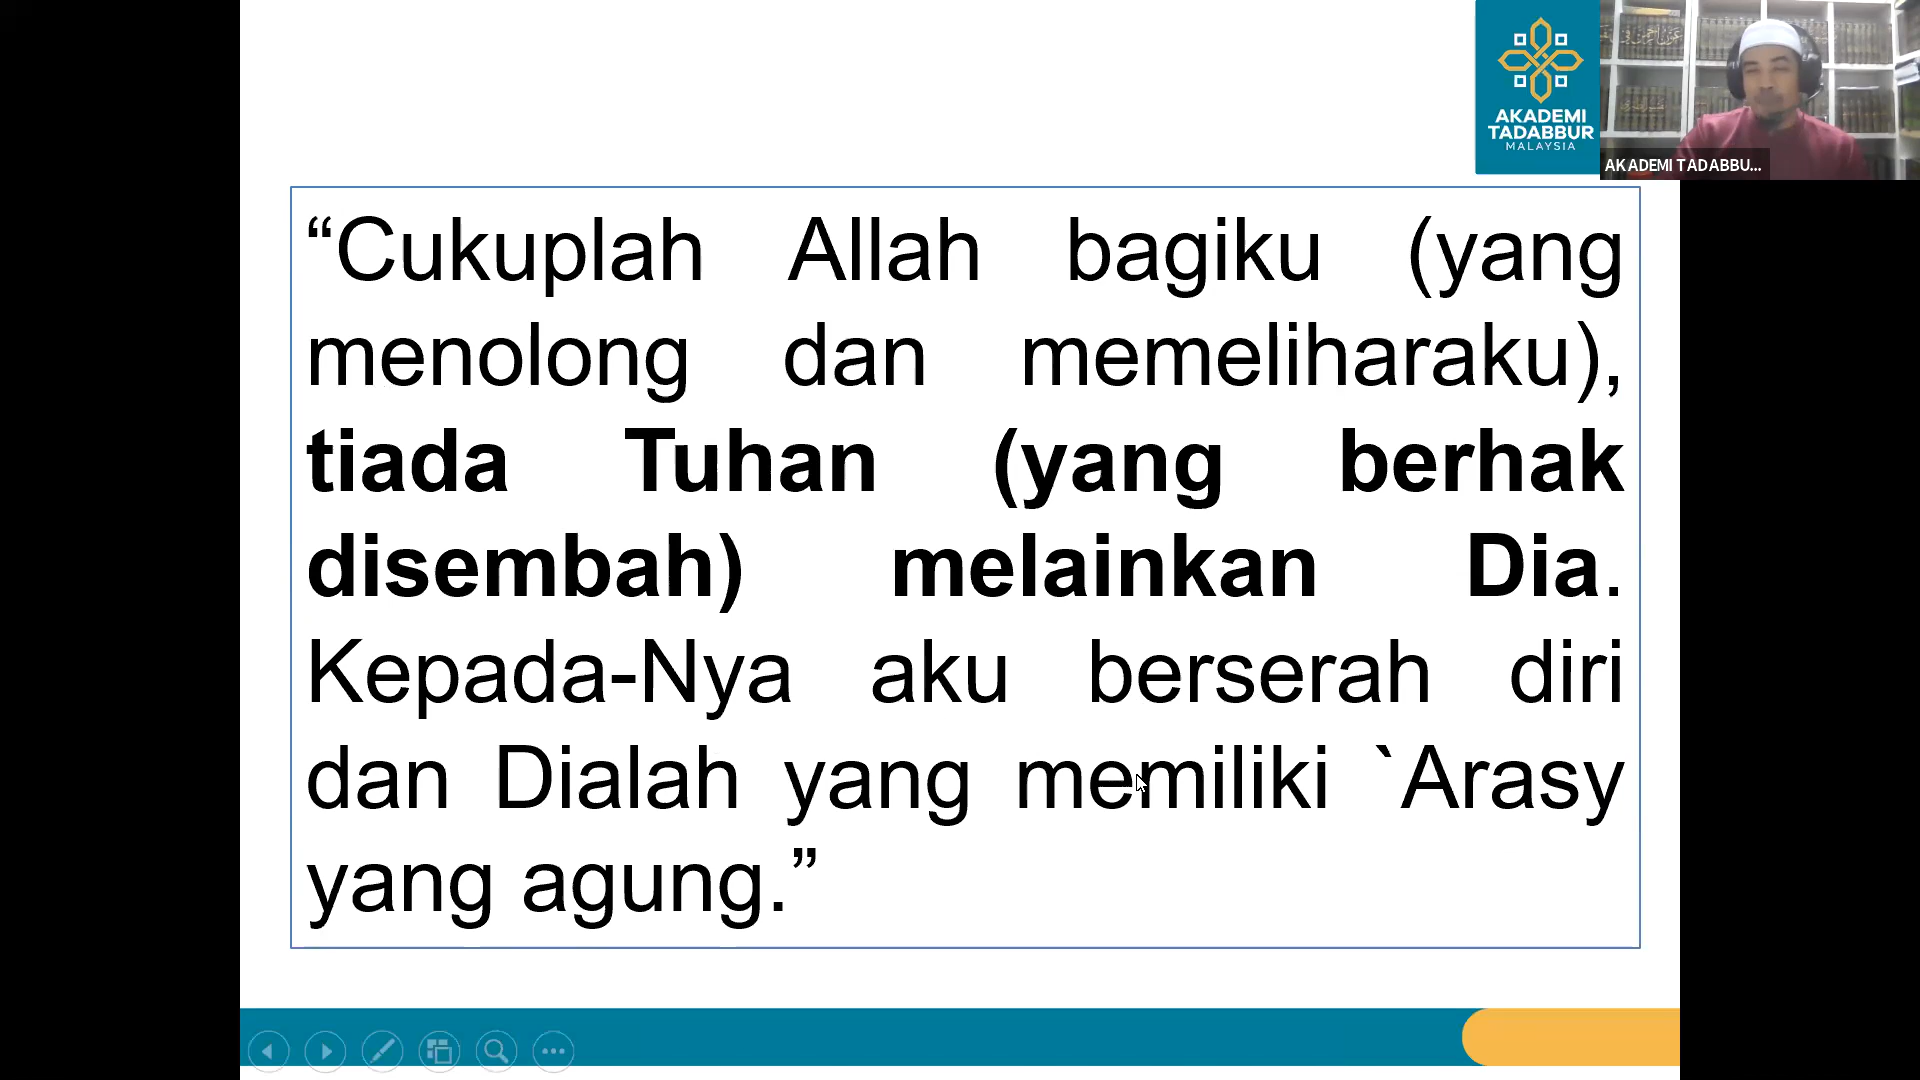 AKADEMI
TADABBUR
MALAYSIA
AKADEMI TADABBU...
“Cukuplah Allah bagiku (yang
menolong dan memeliharaku),
tiada Tuhan (yang berhak
disembah) melainkan Dia.
Kepada-Nya aku berserah diri
dan Dialah yang memiliki `Arasy
yang agung.”